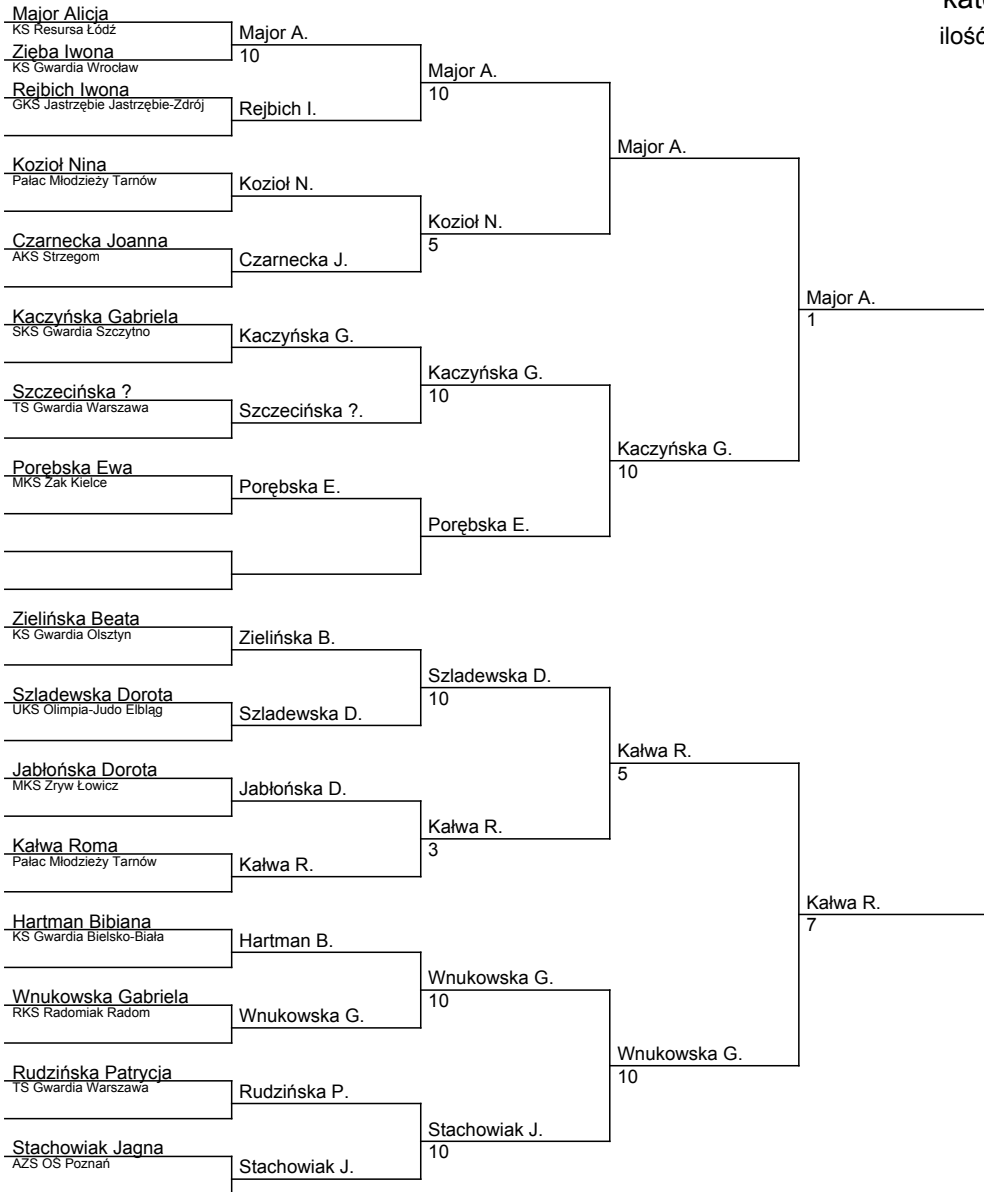 Major Alicja
KS Resursa Łódź
Zięba Iwona
KS Gwardia Wrocław
Rejbich Iwona
GKS Jastrzębie Jastrzębie-Zdrój
Kozioł Nina
Pałac Młodzieży Tarnów
Czarnecka Joanna
AKS Strzegom
Kaczyńska Gabriela
SKS Gwardia Szczytno
Szczecińska ?
TS Gwardia Warszawa
Porębska Ewa
MKS Żak Kielce
Zielińska Beata
KS Gwardia Olsztyn
Szladewska Dorota
UKS Olimpia-Judo Elbląg
Jabłońska Dorota
MKS Zryw Łowicz
Kałwa Roma
Pałac Młodzieży Tarnów
Hartman Bibiana
KS Gwardia Bielsko-Biała
Wnukowska Gabriela
RKS Radomiak Radom
Rudzińska Patrycja
TS Gwardia Warszawa
Stachowiak Jagna
AZS OŚ Poznań
Major A.
10
Rejbich I.
Kozioł N.
Czarnecka J.
Kaczyńska G.
Szczecińska ?.
Porębska E.
Zielińska B.
Szladewska D.
Jabłońska D.
Kałwa R.
Hartman B.
Wnukowska G.
Rudzińska P.
Stachowiak J.
Major A.
10
Kozioł N.
5
Kaczyńska G.
10
Porębska E.
Szladewska D.
10
Kałwa R.
3
Wnukowska G.
10
Stachowiak J.
10
Major A.
Kaczyńska G.
10
Kałwa R.
5
Wnukowska G.
10
Major A.
1
Kałwa R.
7
ilość